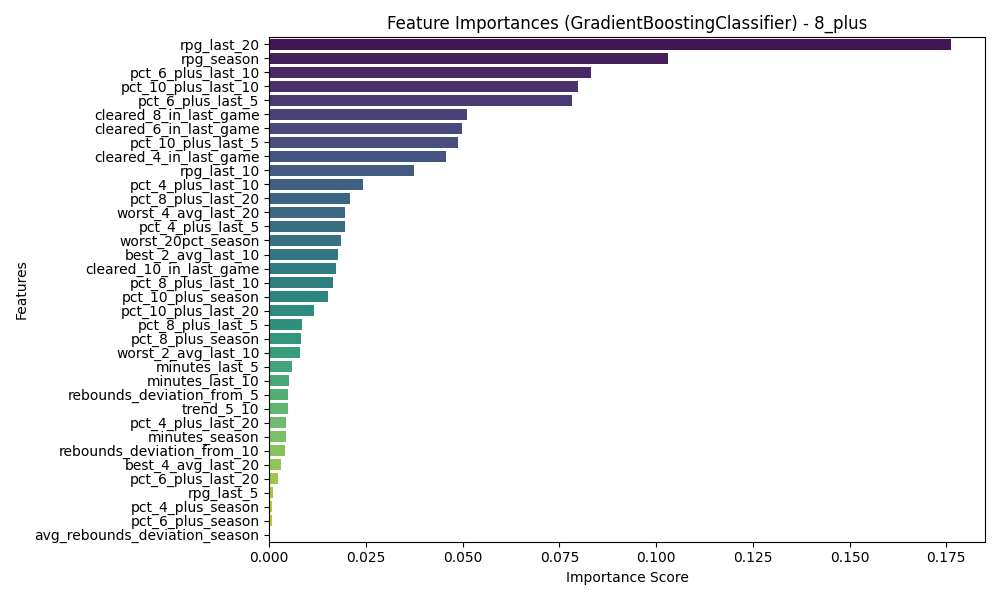 Feature Importances (GradientBoostingClassifier) - 8_plus
Features
rpg_last_20
rpg_season
pct_6_plus_last_10
pct_10_plus_last_10
pct_6_plus_last_5
cleared_8_in_last_game
cleared_6_in_last_game
pct_10_plus_last_5
cleared_4_in_last_game
rpg_last_10
pct_4_plus_last_10
pct_8_plus_last_20
worst_4_avg_last_20
pct_4_plus_last_5
worst_20pct_season
best_2_avg_last_10
cleared_10_in_last_game
pct_8_plus_last_10
pct_10_plus_season
pct_10_plus_last_20
pct_8_plus_last_5
pct_8_plus_season
worst_2_avg_last_10
minutes_last_5
minutes_last_10
rebounds_deviation_from_5
trend_5_10
pct_4_plus_last_20
minutes_season
rebounds_deviation_from_10
best_4_avg_last_20
pct_6_plus_last_20
rpg_last_5
pct_4_plus_season
pct_6_plus_season
avg_rebounds_deviation_season
0.000 0.025 0.050 0.075 0.100 0.125 0.150 0.175
Importance Score